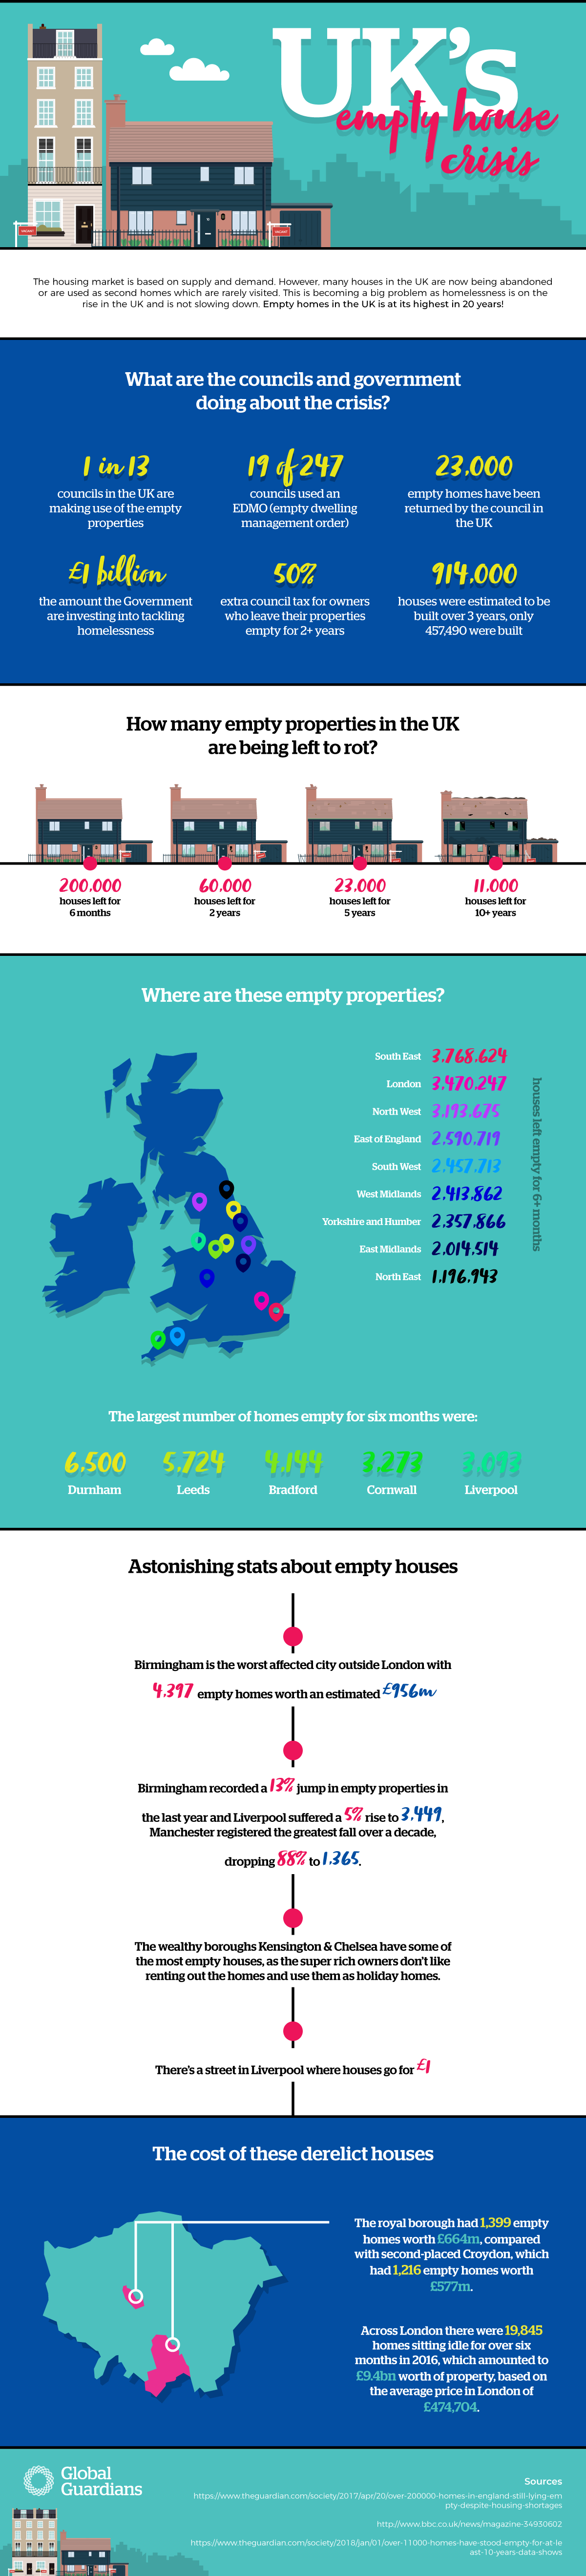 UK's
empty house
crisis
VACANT
VACANT
The housing market is based on supply and demand. However, many houses in the UK are now being abandoned
or are used as second homes which are rarely visited. This is becoming a big problem as homelessness is on the
rise in the UK and is not slowing down. Empty homes in the UK is at its highest in 20 years!
What are the councils and government
doing about the crisis?
1 in 13
councils in the UK are
making use of the empty
properties
19 of 247
councils used an
EDMO (empty dwelling
management order)
23,000
empty homes have been
returned by the council in
the UK
£1 billion
the amount the Government
are investing into tackling
homelessness
50%
extra council tax for owners
who leave their properties
empty for 2+ years
914,000
houses were estimated to be
built over 3 years, only
457,490 were built
How many empty properties in the UK
are being left to rot?
200,000
houses left for
6 months
60,000
houses left for
2 years
23,000
houses left for
5 years
11,000
houses left for
10+ years
Where are these empty properties?
South East 3,768,624
London 3,470,247
North West 3,193,675
East of England 2,590,719
South West 2,457,713
West Midlands 2,413,862
Yorkshire and Humber 2,357,866
East Midlands 2,014,514
North East 1,196,943
houses left empty for 6+ months
The largest number of homes empty for six months were:
6,500
Durnham
5,724
Leeds
4,144
Bradford
3,273
Cornwall
3,093
Liverpool
Astonishing stats about empty houses
Birmingham is the worst affected city outside London with
4,397 empty homes worth an estimated £956m
Birmingham recorded a 13% jump in empty properties in
the last year and Liverpool suffered a 5% rise to 3,449,
Manchester registered the greatest fall over a decade,
dropping 88% to 1,365.
The wealthy boroughs Kensington & Chelsea have some of
the most empty houses, as the super rich owners don't like
renting out the homes and use them as holiday homes.
There's a street in Liverpool where houses go for £1
The cost of these derelict houses
The royal borough had 1,399 empty
homes worth £664m, compared
with second-placed Croydon, which
had 1,216 empty homes worth
£577m.
Across London there were 19,845
homes sitting idle for over six
months in 2016, which amounted to
£9.4bn worth of property, based on
the average price in London of
£474,704.
Global
Guardians
Sources
https://www.theguardian.com/society/2017/apr/20/over-200000-homes-in-england-still-lying-em
pty-despite-housing-shortages
http://www.bbc.co.uk/news/magazine-34930602
https://www.theguardian.com/society/2018/jan/01/over-11000-homes-have-stood-empty-for-at-le
ast-10-years-data-shows